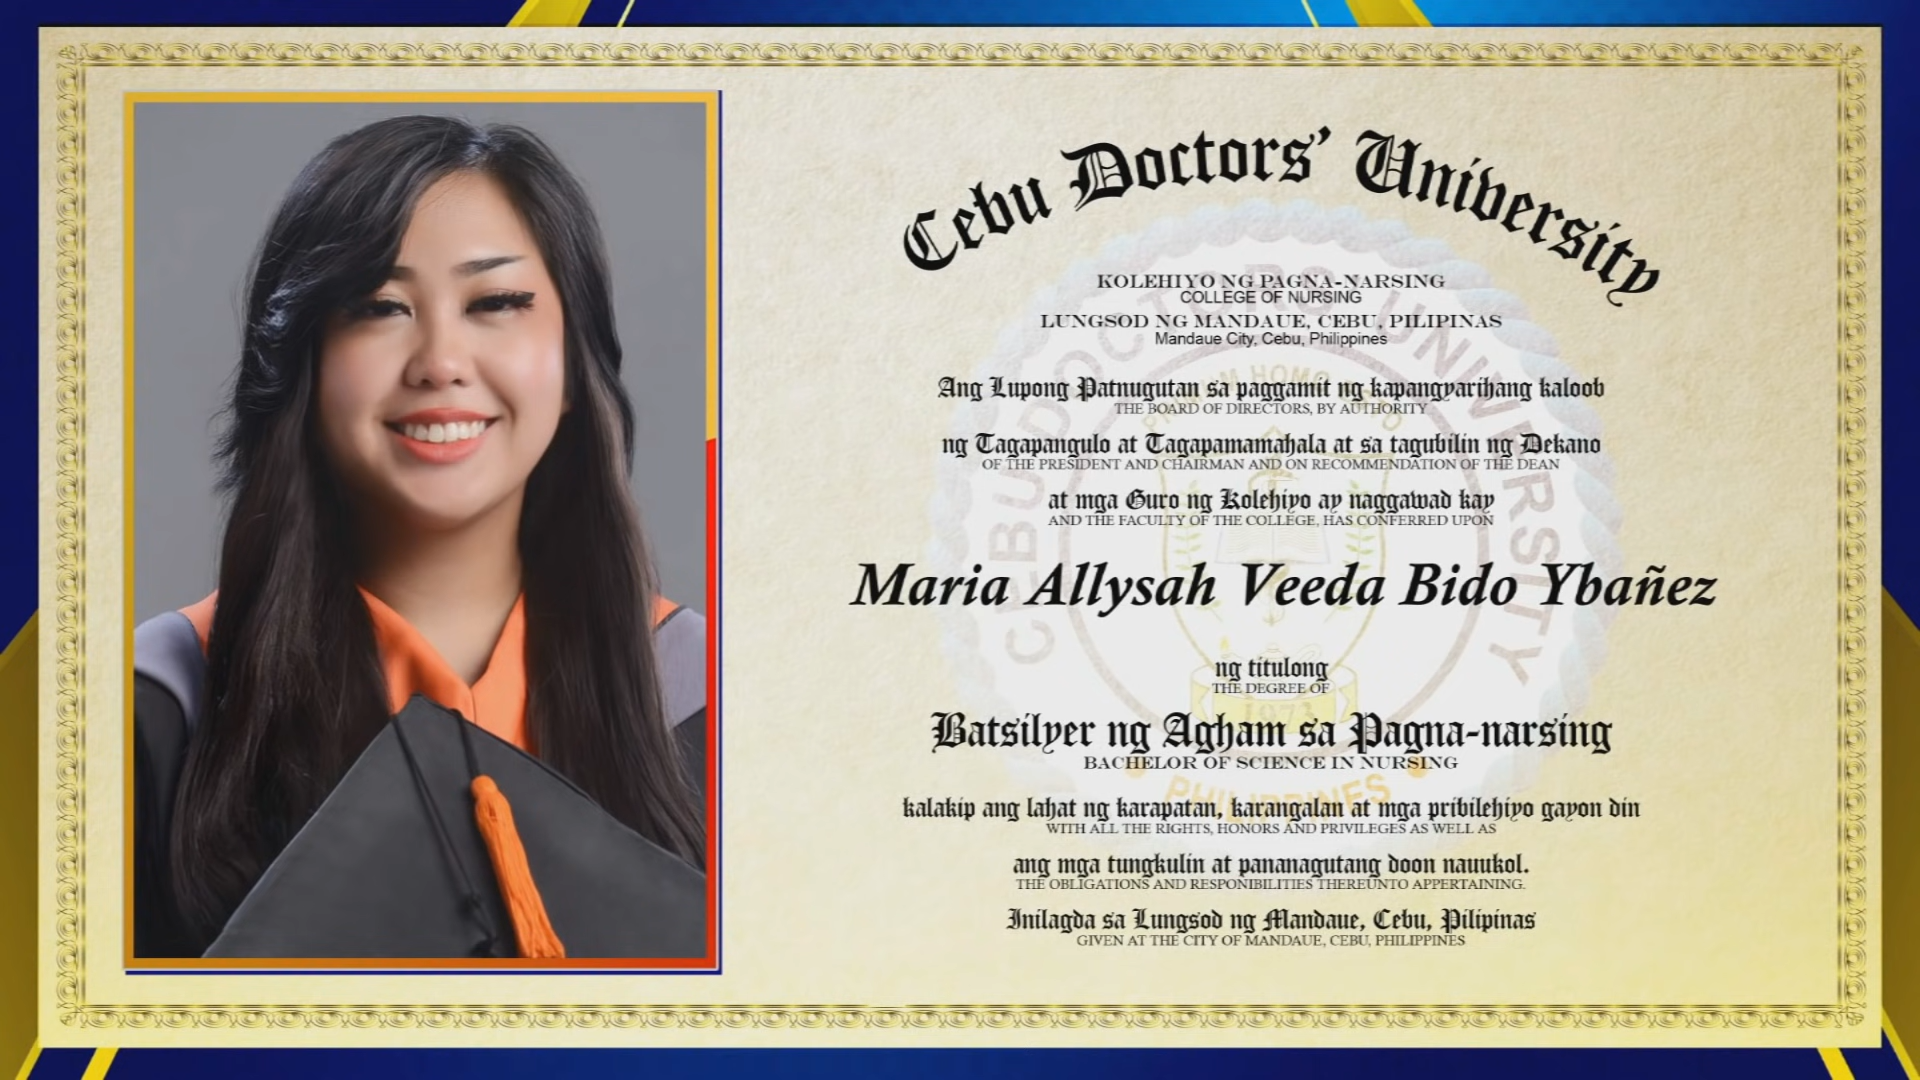 Cebu Doctors' University
KOLEHIYO NG PAGNA-NARSING
COLLEGE OF NURSING
LUNGSOD NG MANDAUE, CEBU, PILIPINAS
Mandaue City, Cebu, Philippines
Ang Lupong Patnugutan sa paggamit ng kapangyarihang kaloob
THE BOARD OF DIRECTORS, BY AUTHORITY
ng Tagapangulo at Tagapamamahala at sa tagubilin ng Dekano
OF THE PRESIDENT AND CHAIRMAN AND ON RECOMMENDATION OF THE DEAN
at mga Guro ng Kolehiyo ay naggawad kay
AND THE FACULTY OF THE COLLEGE, HAS CONFERRED UPON
Maria Allysah Veeda Bido Ybañez
ng titulong
THE DEGREE OF
Batsilyer ng Agham sa Pagna-narsing
BACHELOR OF SCIENCE IN NURSING
kalakip ang lahat ng karapatan, karangalan at mga pribilehiyo gayon din
WITH ALL THE RIGHTS, HONORS AND PRIVILEGES AS WELL AS
ang mga tungkulin at pananagutang doon nauukol.
THE OBLIGATIONS AND RESPONIBILITIES THEREUNTO APPERTAINING.
Inilagda sa Lungsod ng Mandaue, Cebu, Pilipinas
GIVEN AT THE CITY OF MANDAUE, CEBU, PHILIPPINES
CEBU DOCTORS' UNIVERSITY
1973
PHILIPPINES